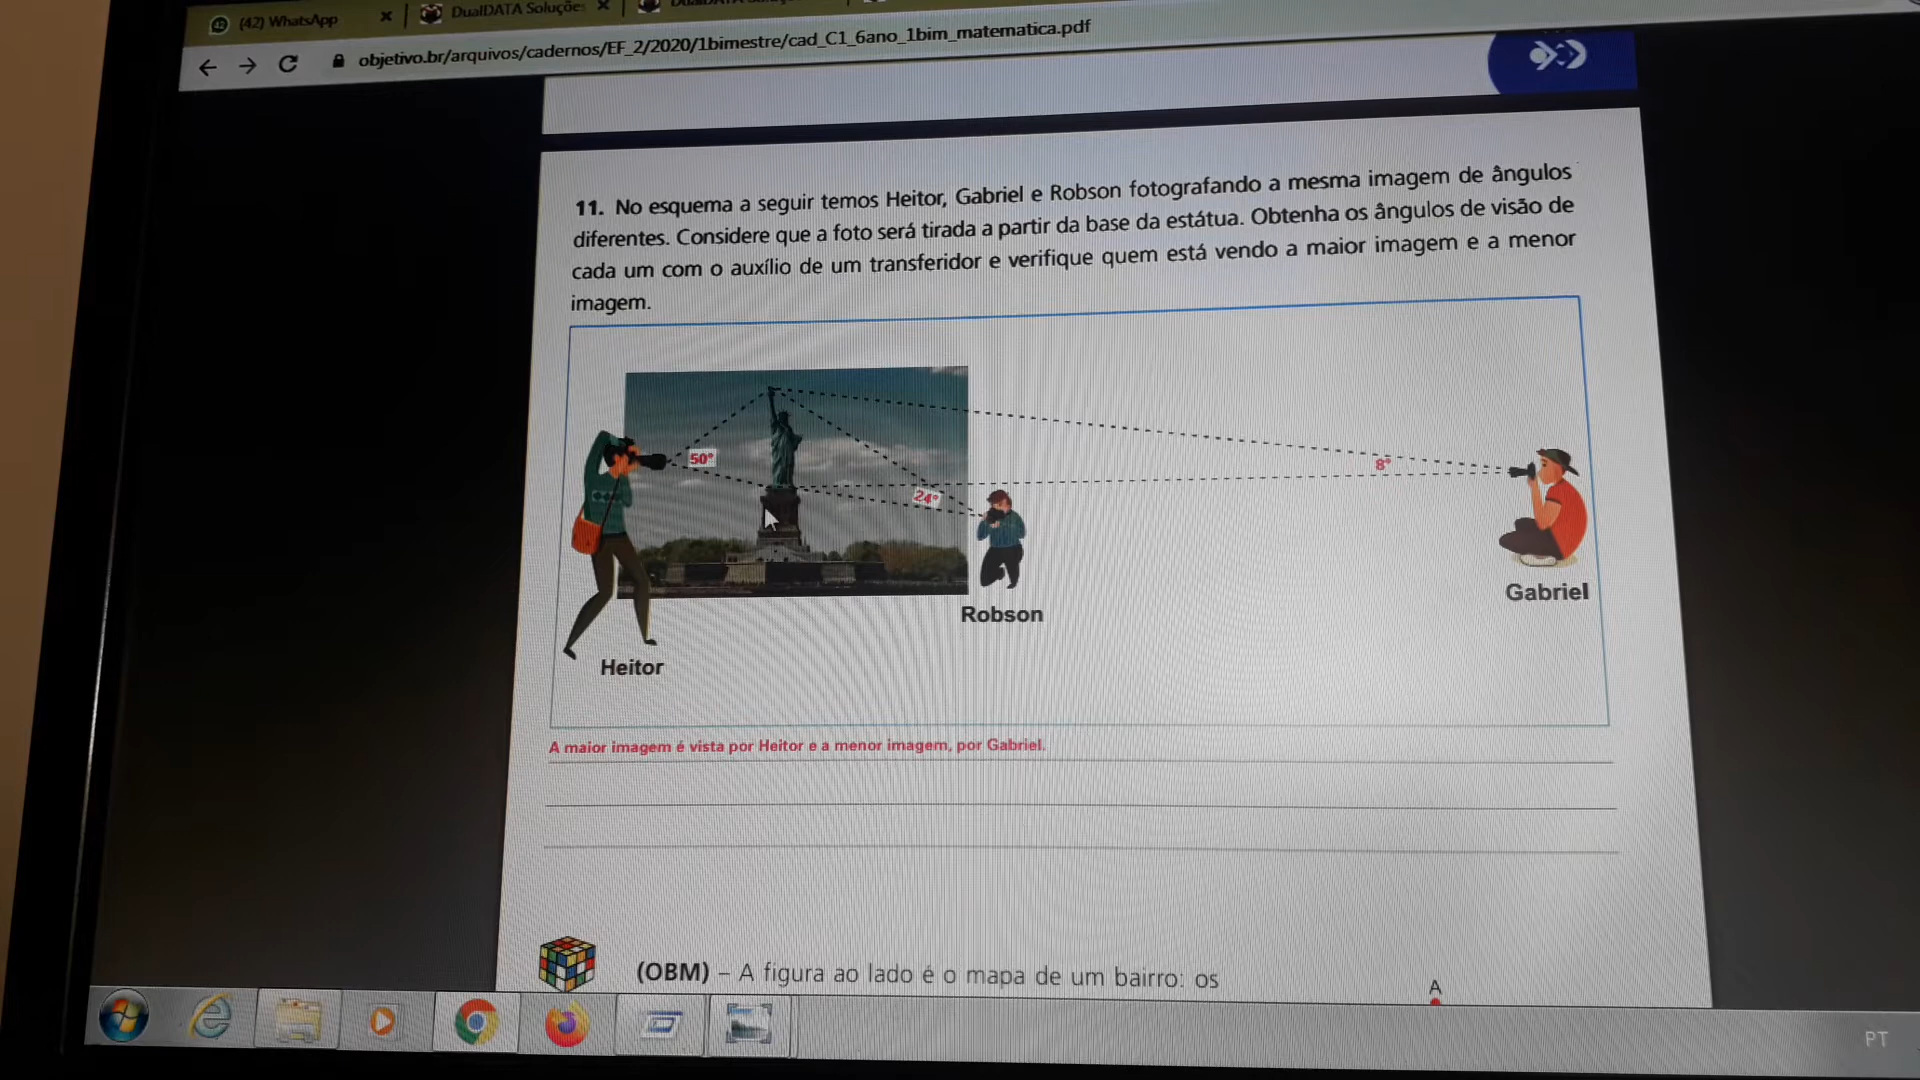 (42) WhatsApp
DualDATA Soluções
objetivo.br/arquivos/cadernos/EF_2/2020/1bimestre/cad_C1_6ano_1bim_matematica.pdf
11. No esquema a seguir temos Heitor, Gabriel e Robson fotografando a mesma imagem de ângulos
diferentes. Considere que a foto será tirada a partir da base da estátua. Obtenha os ângulos de visão de
cada um com o auxílio de um transferidor e verifique quem está vendo a maior imagem e a menor
imagem.
50°
24°
8°
Heitor
Robson
Gabriel
A maior imagem é vista por Heitor e a menor imagem, por Gabriel.
(OBM) – A figura ao lado é o mapa de um bairro: os
A
PT